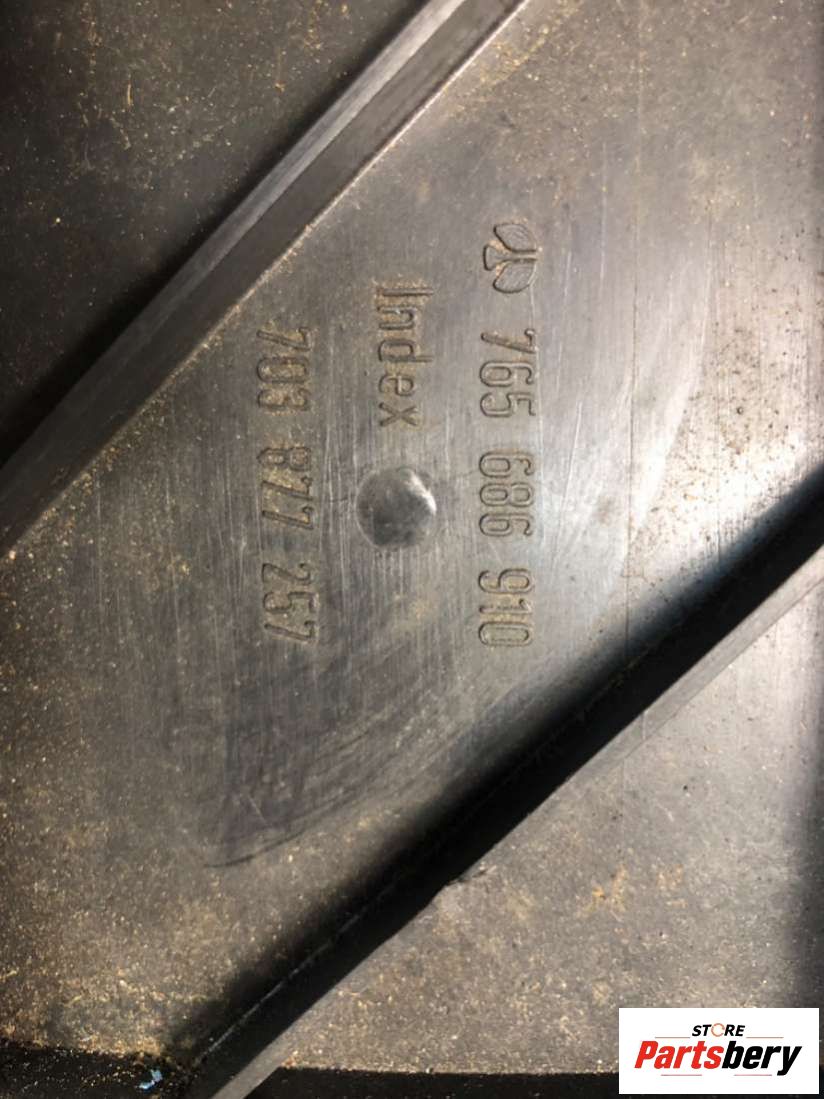 765 686 910
Index
703 877 257
STORE
Partsbery